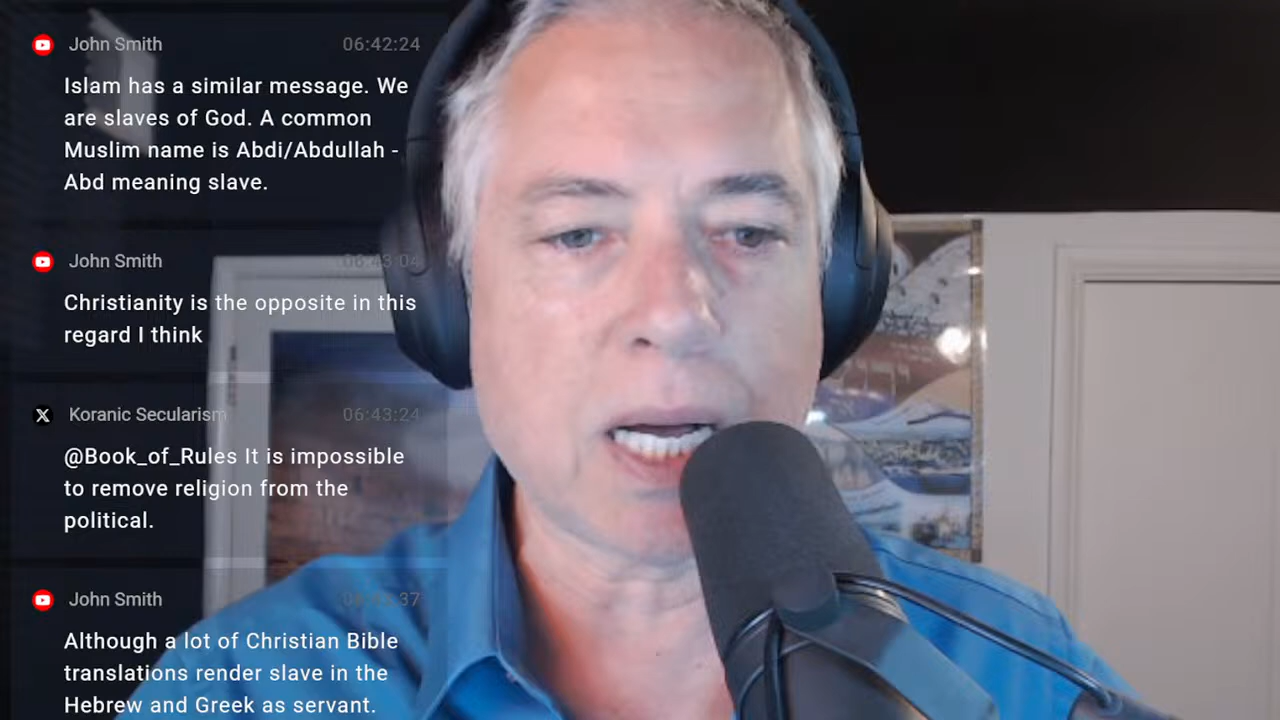 John Smith 06:42:24
Islam has a similar message. We
are slaves of God. A common
Muslim name is Abdi/Abdullah -
Abd meaning slave.
John Smith 06:43:04
Christianity is the opposite in this
regard I think
Koranic Secularism 06:43:24
@Book_of_Rules It is impossible
to remove religion from the
political.
John Smith
Although a lot of Christian Bible
translations render slave in the
Hebrew and Greek as servant.